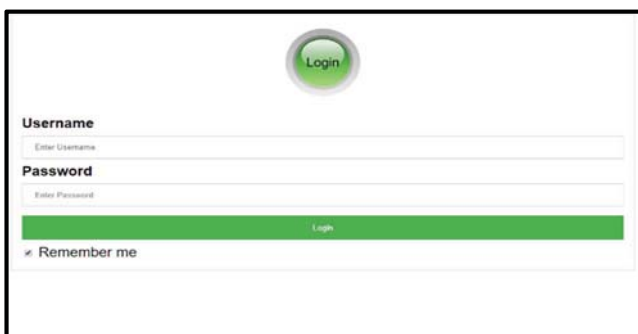 Login
Username
Enter Username
Password
Enter Password
Login
Remember me